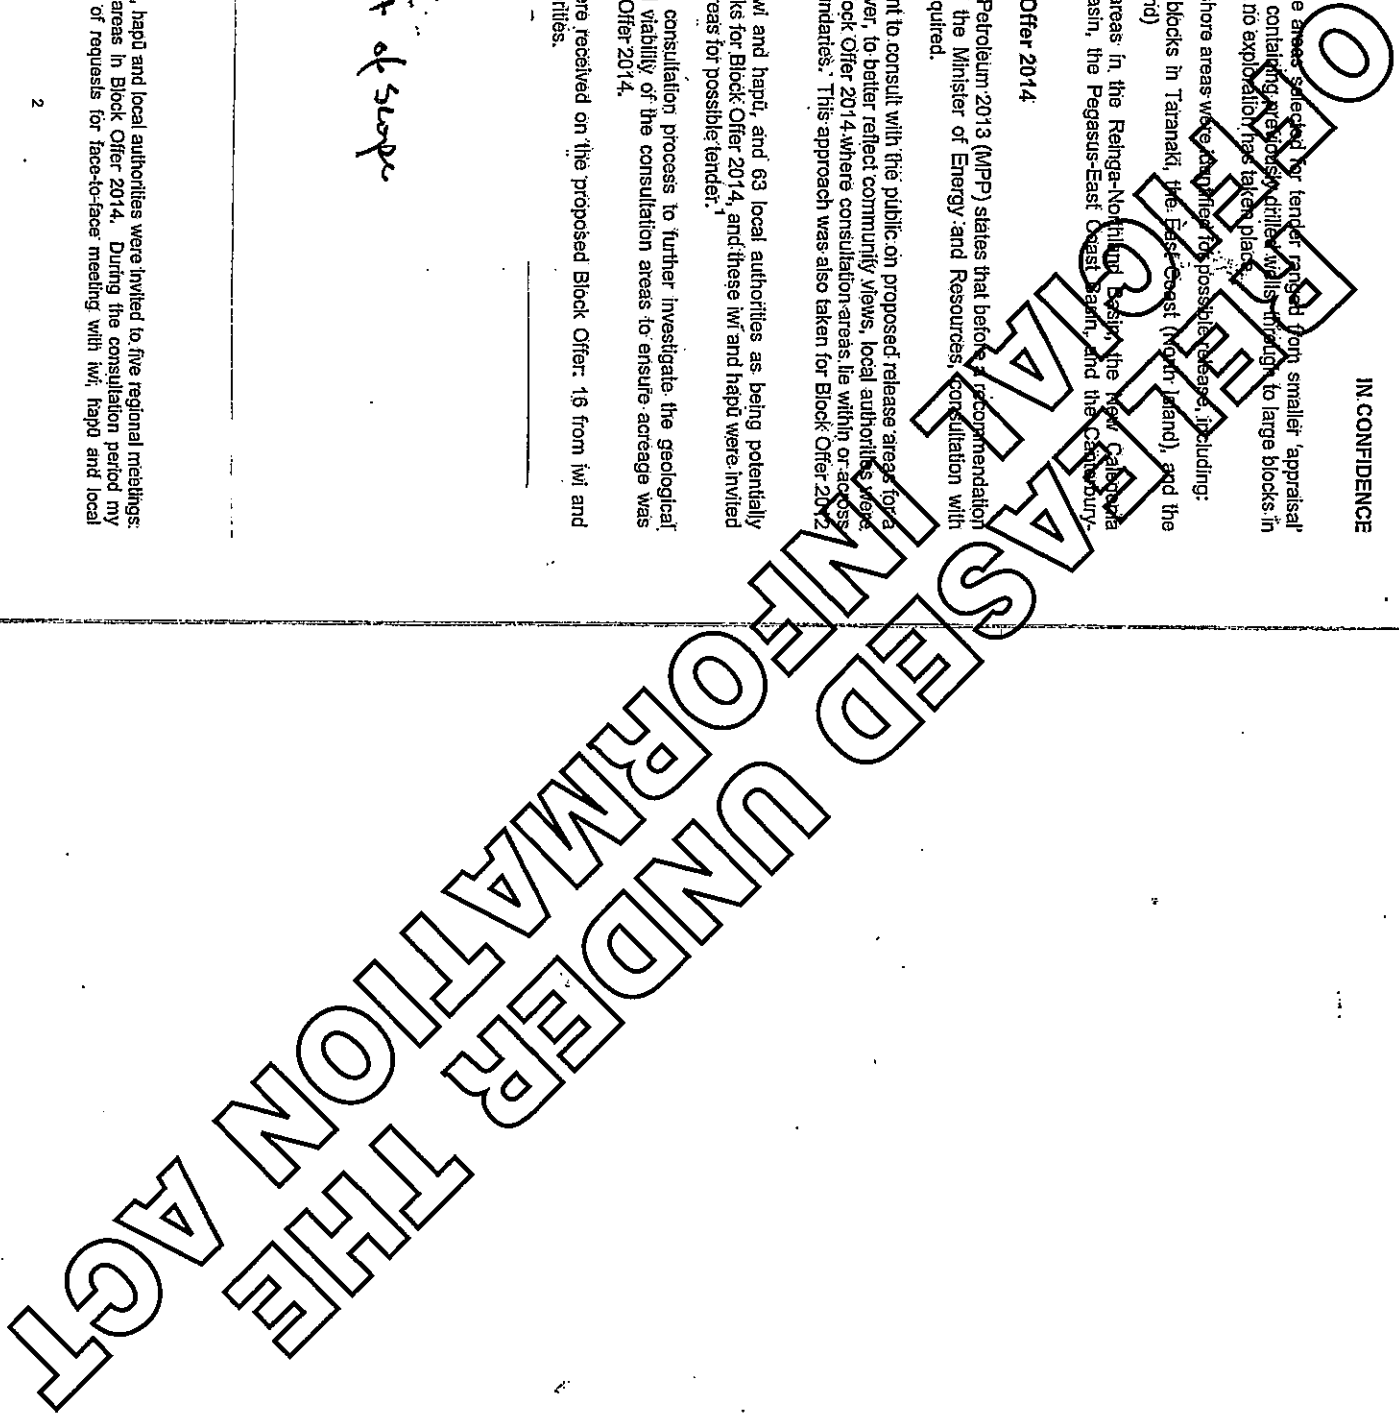 IN CONFIDENCE
e areas selected for tender ranged from smaller 'appraisal'
containing previously drilled wells through to large blocks in
no exploration has taken place.
shore areas were identified for possible release, including:
blocks in Taranaki, the East Coast (North Island), and the
areas in the Reinga-Northland Basin, the New Caledonia
asin, the Pegasus-East Coast Basin, and the Canterbury-
Offer 2014
Petroleum 2013 (MPP) states that before a recommendation
the Minister of Energy and Resources, consultation with
quired.
nt to consult with the public on proposed release areas for a
ver, to better reflect community views, local authorities were
ock Offer 2014 where consultation areas lie within or across
undaries. This approach was also taken for Block Offer 2012
wi and hapū, and 63 local authorities as being potentially
ks for Block Offer 2014, and these iwi and hapū were invited
reas for possible tender.1
consultation process to further investigate the geological
viability of the consultation areas to ensure acreage was
Offer 2014.
ere received on the proposed Block Offer: 16 from iwi and
rities.
of scope
, hapū and local authorities were invited to five regional meetings:
areas in Block Offer 2014. During the consultation period my
of requests for face-to-face meeting with iwi, hapū and local
2
RELEASED UNDER THE
OFFICIAL INFORMATION ACT